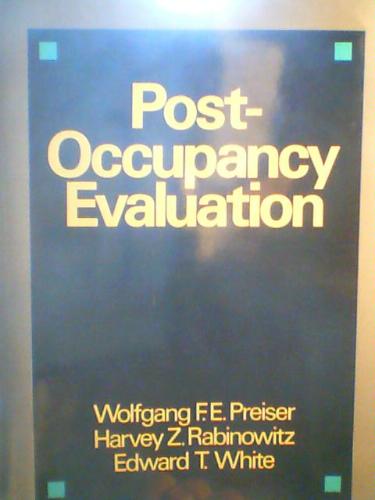 Post-
Occupancy
Evaluation
Wolfgang F.E. Preiser
Harvey Z. Rabinowitz
Edward T. White